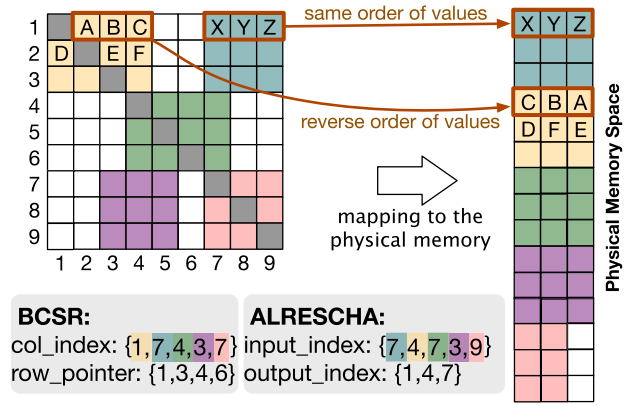 same order of values
1 A B C X Y Z
X Y Z
2 D E F
3
C B A
4
reverse order of values
D F E
5
6
7
8
mapping to the
physical memory
9
1 2 3 4 5 6 7 8 9
Physical Memory Space
BCSR:
col_index: {1,7,4,3,7}
row_pointer: {1,3,4,6}
ALRESCHA:
input_index: {7,4,7,3,9}
output_index: {1,4,7}